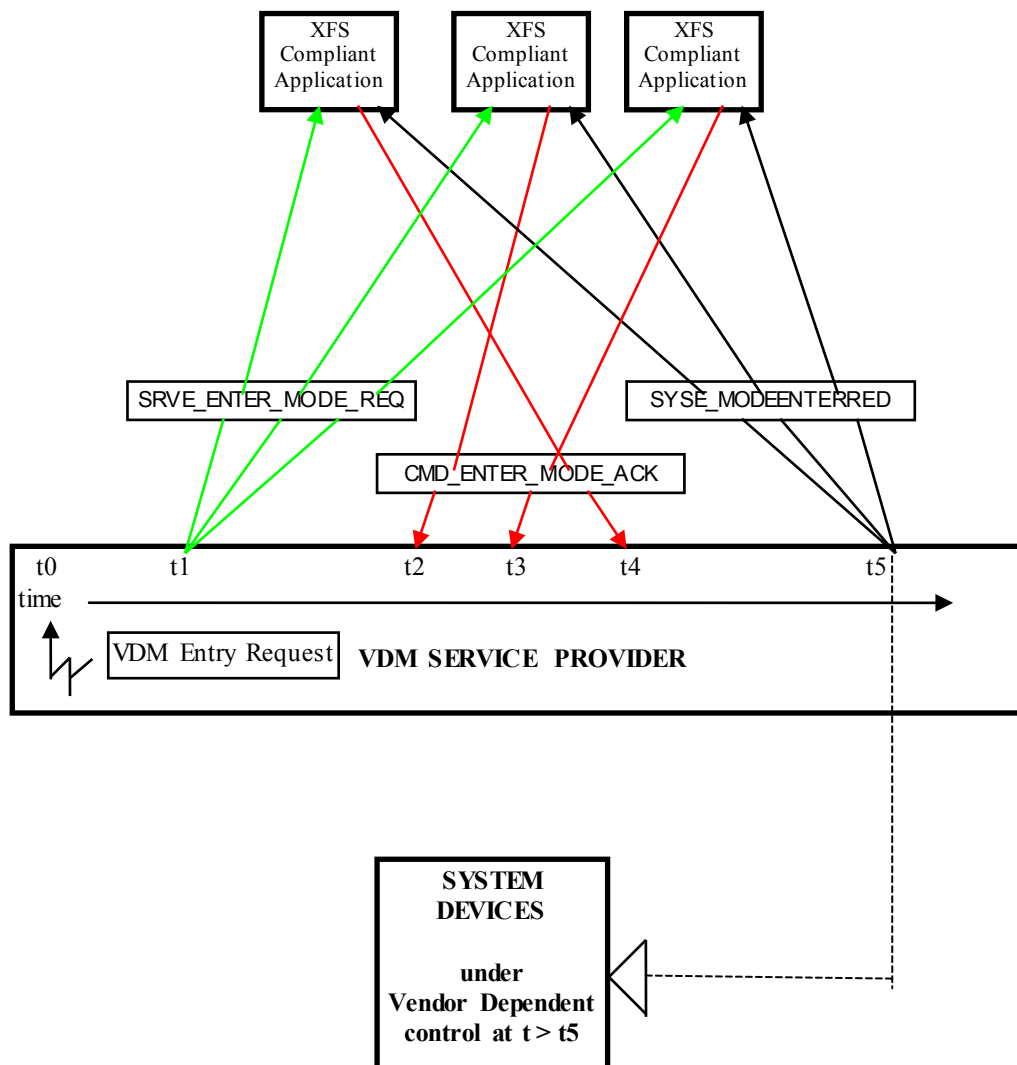 XFS
Compliant
Application
XFS
Compliant
Application
XFS
Compliant
Application
SRVE_ENTER_MODE_REQ
SYSE_MODEENTERRED
CMD_ENTER_MODE_ACK
t0
t1
t2
t3
t4
t5
time
VDM Entry Request
VDM SERVICE PROVIDER
SYSTEM
DEVICES
under
Vendor Dependent
control at t > t5